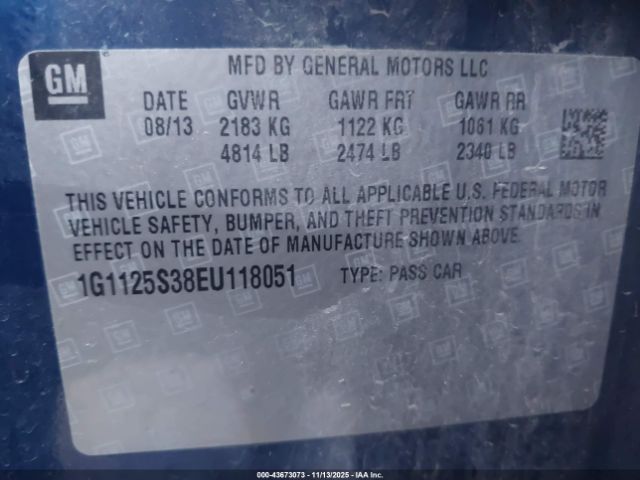 GM
MFD BY GENERAL MOTORS LLC
DATE GVWR GAWR FRT GAWR RR
08/13 2183 KG 1122 KG 1061 KG
4814 LB 2474 LB 2340 LB
THIS VEHICLE CONFORMS TO ALL APPLICABLE U.S. FEDERAL MOTOR
VEHICLE SAFETY, BUMPER, AND THEFT PREVENTION STANDARDS IN
EFFECT ON THE DATE OF MANUFACTURE SHOWN ABOVE.
1G1125S38EU118051 TYPE: PASS CAR
000-43673073 - 11/13/2025 - IAAI, Inc.